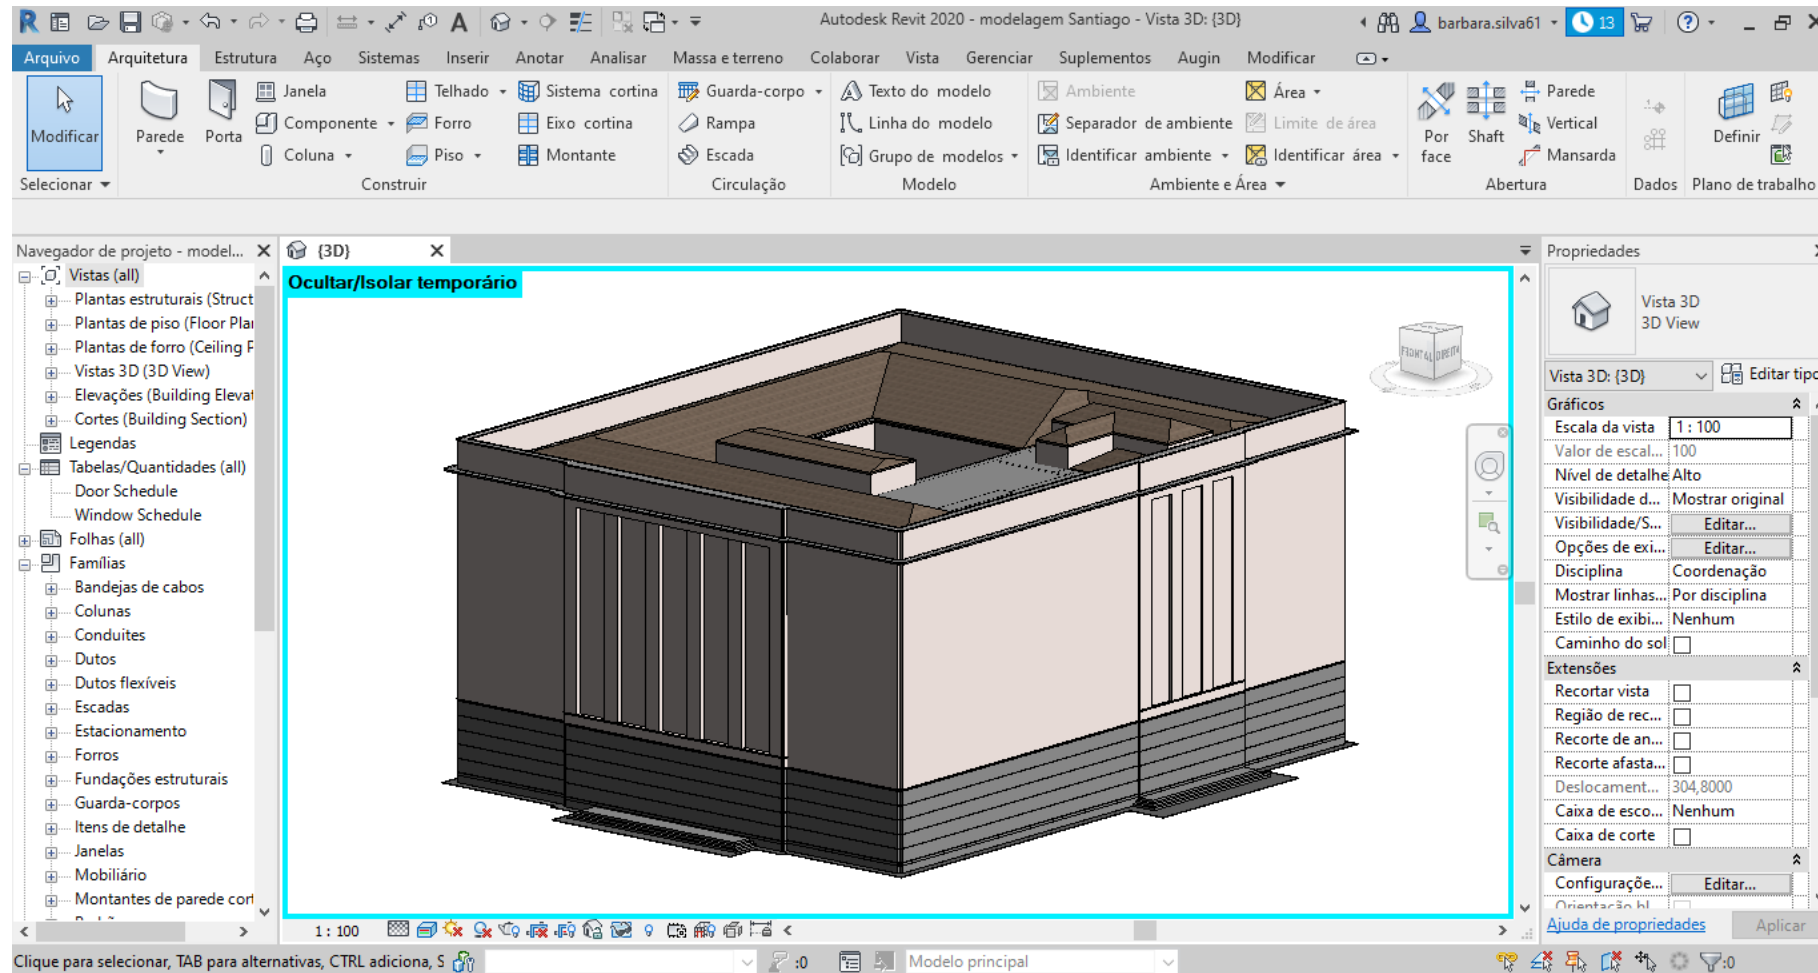 Autodesk Revit 2020 - modelagem Santiago - Vista 3D: {3D}
barbara.silva61
13
Arquivo Arquitetura Estrutura Aço Sistemas Inserir Anotar Analisar Massa e terreno Colaborar Vista Gerenciar Suplementos Augin Modificar
Modificar
Parede
Porta
Janela
Componente
Coluna
Telhado
Forro
Piso
Sistema cortina
Eixo cortina
Montante
Guarda-corpo
Rampa
Escada
Texto do modelo
Linha do modelo
Grupo de modelos
Ambiente
Separador de ambiente
Identificar ambiente
Área
Limite de área
Identificar área
Por face
Shaft
Parede
Vertical
Mansarda
Definir
Selecionar
Construir
Circulação
Modelo
Ambiente e Área
Abertura
Dados
Plano de trabalho
Navegador de projeto - model...
Vistas (all)
Plantas estruturais (Struct
Plantas de piso (Floor Plan
Plantas de forro (Ceiling P
Vistas 3D (3D View)
Elevações (Building Elevat
Cortes (Building Section)
Legendas
Tabelas/Quantidades (all)
Door Schedule
Window Schedule
Folhas (all)
Famílias
Bandejas de cabos
Colunas
Conduites
Dutos
Dutos flexíveis
Escadas
Estacionamento
Forros
Fundações estruturais
Guarda-corpos
Itens de detalhe
Janelas
Mobiliário
Montantes de parede cort
{3D}
Ocultar/Isolar temporário
FRONTAL DIREITA
1 : 100
Propriedades
Vista 3D
3D View
Vista 3D: {3D}
Editar tipo
Gráficos
Escala da vista 1 : 100
Valor de escal... 100
Nível de detalhe Alto
Visibilidade d... Mostrar original
Visibilidade/S... Editar...
Opções de exi... Editar...
Disciplina Coordenação
Mostrar linhas... Por disciplina
Estilo de exibi... Nenhum
Caminho do sol
Extensões
Recortar vista
Região de rec...
Recorte de an...
Recorte afasta...
Deslocament... 304,8000
Caixa de esco... Nenhum
Caixa de corte
Câmera
Configuraçõe... Editar...
Ajuda de propriedades
Aplicar
Clique para selecionar, TAB para alternativas, CTRL adiciona, S
:0
Modelo principal
:0